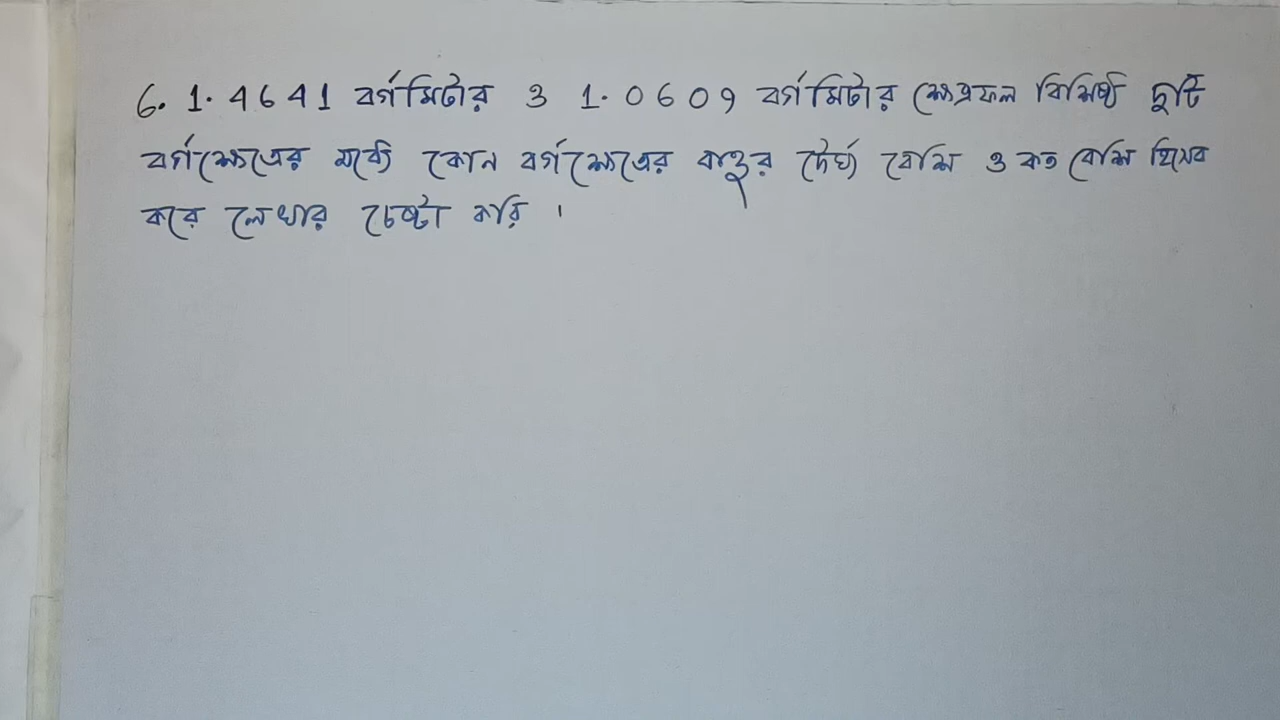 6. 1.4641 বর্গমিটার ও 1.0609 বর্গমিটার ক্ষেত্রফল বিশিষ্ট দুটি
বর্গক্ষেত্রের মধ্যে কোন বর্গক্ষেত্রের বাহুর দৈর্ঘ্য বেশি ও কত বেশি হিসেব
করে লেখার চেষ্টা করি ।